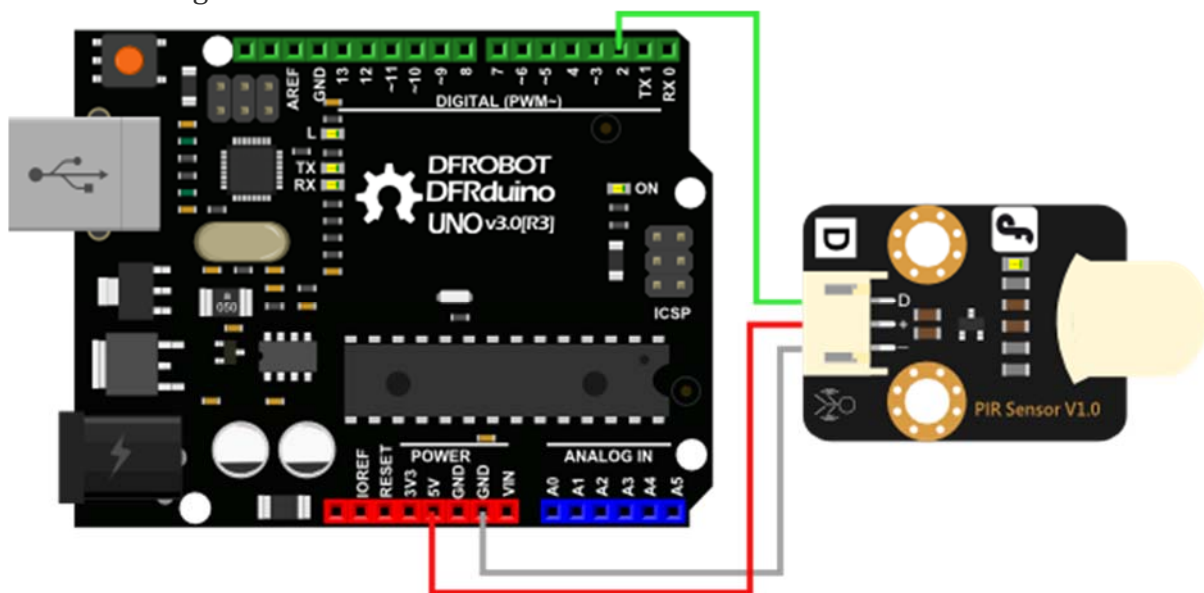 g
AREF
GND
13
12
~11
~10
~9
8
7
~6
~5
4
~3
2
TX 1
RX 0
DIGITAL (PWM~)
L
TX
RX
DFROBOT
DFRduino
UNO v3.0[R3]
ON
ICSP
050
D
D
+
−
PIR Sensor V1.0
POWER
ANALOG IN
IOREF
RESET
3V3
5V
GND
GND
VIN
A0
A1
A2
A3
A4
A5